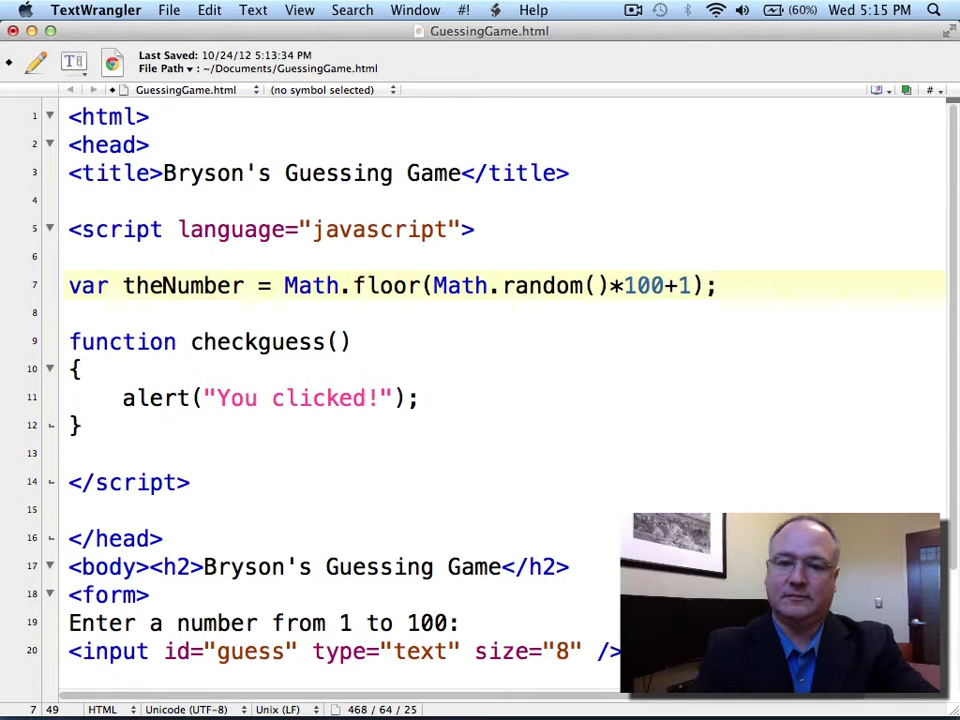 TextWrangler File Edit Text View Search Window #! Help (60%) Wed 5:15 PM
GuessingGame.html
Last Saved: 10/24/12 5:13:34 PM
File Path : ~/Documents/GuessingGame.html
GuessingGame.html (no symbol selected) #
1 <html>
2 <head>
3 <title>Bryson's Guessing Game</title>
4
5 <script language="javascript">
6
7 var theNumber = Math.floor(Math.random()*100+1);
8
9 function checkguess()
10 {
11 alert("You clicked!");
12 }
13
14 </script>
15
16 </head>
17 <body><h2>Bryson's Guessing Game</h2>
18 <form>
19 Enter a number from 1 to 100:
20 <input id="guess" type="text" size="8" />
7 49 HTML Unicode (UTF-8) Unix (LF) 468 / 64 / 25